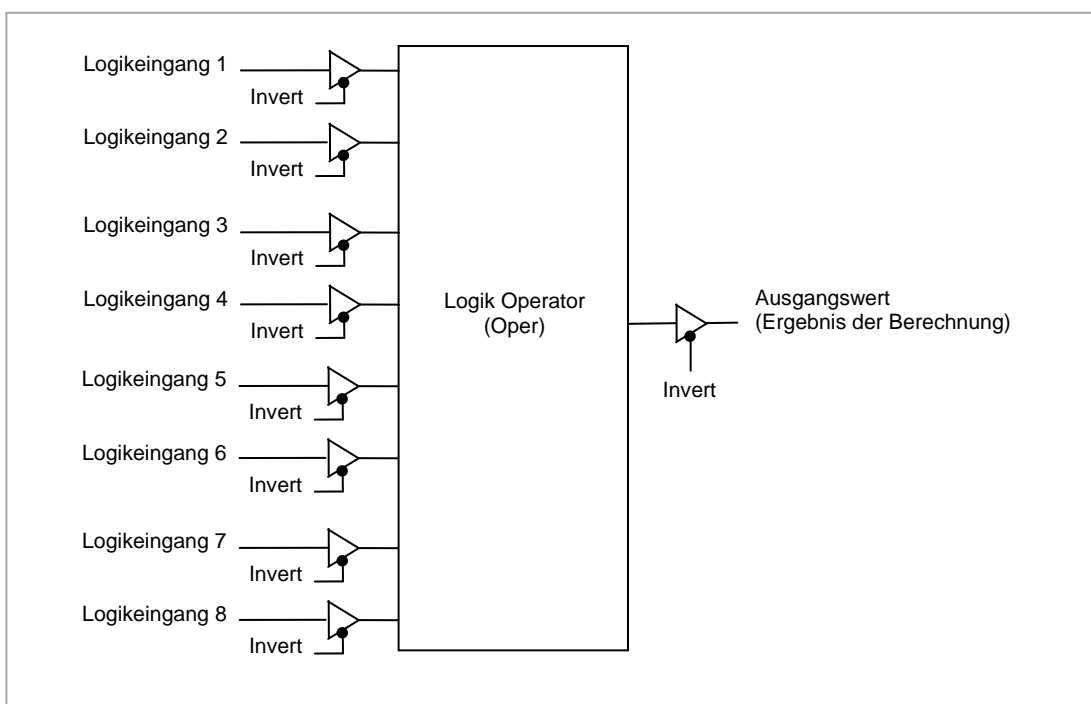 Logikeingang 1
Invert
Logikeingang 2
Invert
Logikeingang 3
Invert
Logikeingang 4
Invert
Logikeingang 5
Invert
Logikeingang 6
Invert
Logikeingang 7
Invert
Logikeingang 8
Invert
Logik Operator
(Oper)
Ausgangswert
(Ergebnis der Berechnung)
Invert